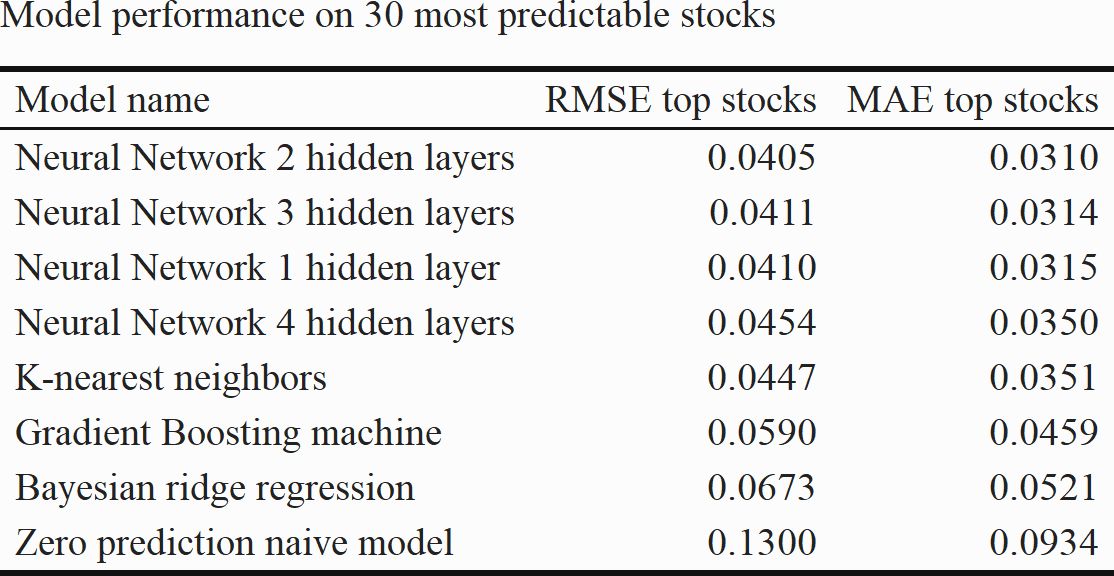 Model performance on 30 most predictable stocks
Model name RMSE top stocks MAE top stocks
Neural Network 2 hidden layers 0.0405 0.0310
Neural Network 3 hidden layers 0.0411 0.0314
Neural Network 1 hidden layer 0.0410 0.0315
Neural Network 4 hidden layers 0.0454 0.0350
K-nearest neighbors 0.0447 0.0351
Gradient Boosting machine 0.0590 0.0459
Bayesian ridge regression 0.0673 0.0521
Zero prediction naive model 0.1300 0.0934